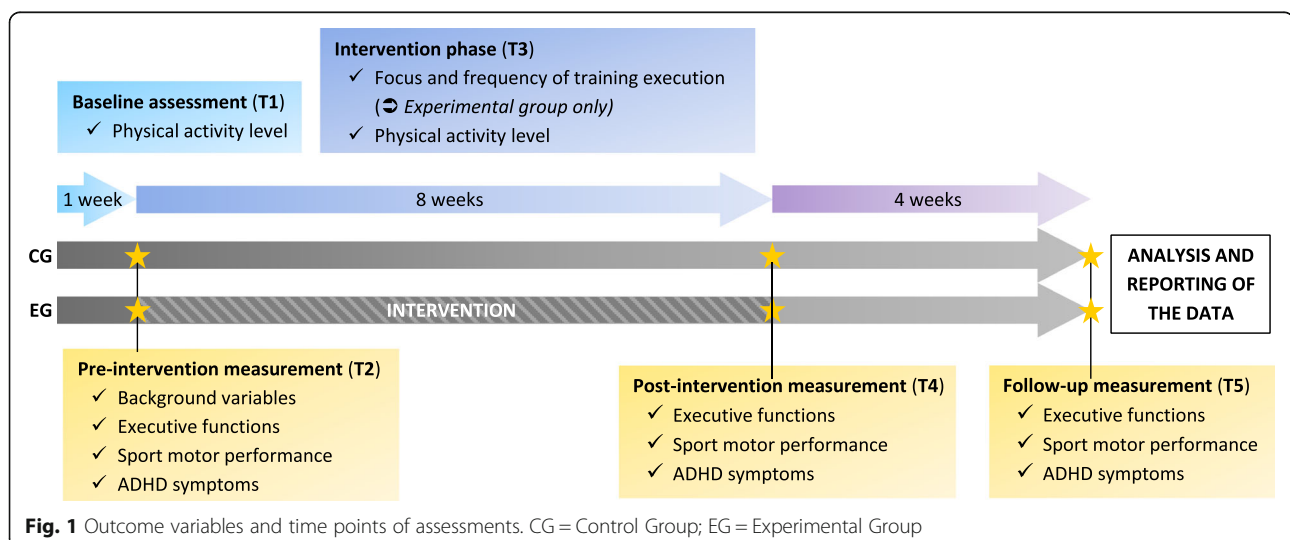 Baseline assessment (T1)
✓ Physical activity level
Intervention phase (T3)
✓ Focus and frequency of training execution
(➲ Experimental group only)
✓ Physical activity level
1 week
8 weeks
4 weeks
CG
EG
INTERVENTION
ANALYSIS AND
REPORTING OF
THE DATA
Pre-intervention measurement (T2)
✓ Background variables
✓ Executive functions
✓ Sport motor performance
✓ ADHD symptoms
Post-intervention measurement (T4)
✓ Executive functions
✓ Sport motor performance
✓ ADHD symptoms
Follow-up measurement (T5)
✓ Executive functions
✓ Sport motor performance
✓ ADHD symptoms
Fig. 1 Outcome variables and time points of assessments. CG = Control Group; EG = Experimental Group